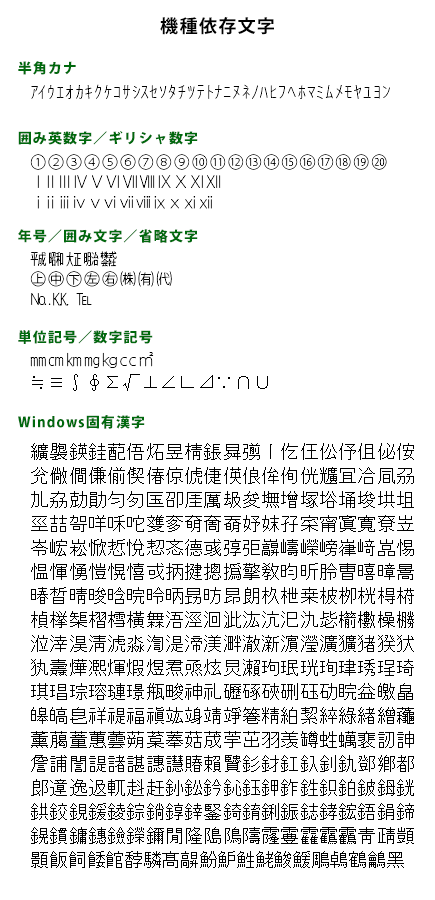 機種依存文字
半角カナ
ｱｲｳｴｵｶｷｸｹｺｻｼｽｾｿﾀﾁﾂﾃﾄﾅﾆﾇﾈﾉﾊﾋﾌﾍﾎﾏﾐﾑﾒﾓﾔﾕﾖﾝ
囲み英数字／ギリシャ数字
①②③④⑤⑥⑦⑧⑨⑩⑪⑫⑬⑭⑮⑯⑰⑱⑲⑳
ⅠⅡⅢⅣⅤⅥⅦⅧⅨⅩⅪⅫ
ⅰⅱⅲⅳⅴⅵⅶⅷⅸⅹⅺⅻ
年号／囲み文字／省略文字
㍻㍼㍽㍾㍿
㊤㊥㊦㊧㊨㈱㈲㈹
№㏍℡
単位記号／数字記号
㎜㎝㎞㎎㎏㏄㎡
≒≡∫∮∑√⊥∠∟⊿∵∩∪
Windows固有漢字
纊褜鍈銈蓜俉炻昱棈鋹曻彅丨仡仼伀伃伹佖侒
兊僘僴傔偂偰偆倞俿倢偀俍侔侚侊兤冝冾凬刕
劜劦勀勛匀匇匤卲厓厲叝夋墲增塚﨏埇埈垬坥
坙喆哿咩咊咜﨎奓奛奝奣妤妺孖寀甯寘寬尞岦
岺峵崧惞悊悅恝忞德彧弴弡巐嶹嶸嵭嵂﨑嵓惕
愠惲愑愷愰憘戓抦揵摠撝擎敎昀昕昻曺暿暲暠
暙晳晴晙晗晥昤昞昮昉朎朗杦枻桒柀栁桄棏﨓
楨﨔榘槢樰橫橆浯涇洄泚汯沆汜氿毖櫤櫢橾橳
涖涬淏淸淲淼渹湜渧渼溿澈澵濵瀅瀇獷猪猤犾
犱燾燁凞煇煆煜焄焏炫炅瀨玽珉珖珣珒琇珵琦
琪琩琮瑢璉璟甁畯神礼礰硺硤硎砡劯睆益皦皛
皞皜皂祥禔福禛竑竧靖竫箞精絈絜綷綠緖繒蘒
薰﨟蕫蕙蕓蒴葈菶菇荿荢茁羽羡罇﨡蠇裵訒訷
詹誧誾諟諸諶譓譿賰賴贒釤釮釭釞釗釚鄧鄕都
郞遧逸﨤軏﨣赶釥鈆鈐鈊鈺鉀鈼鉎鉙鉑鈹鉧銧
鉷鉸鍰錂錝鋿錞﨨鋻錡錥鋓鋠鋕﨧鋐鋙鋗鋧鍗
鎤鏆鏞鏸鐱鑅鑈閒隆﨩隝隯霳霻靃靍靏靑靕顗
顥飯飼餧館馞驎髙髜魵魲鮏鮱鮻鰀鵰鵫鶴鸙黑